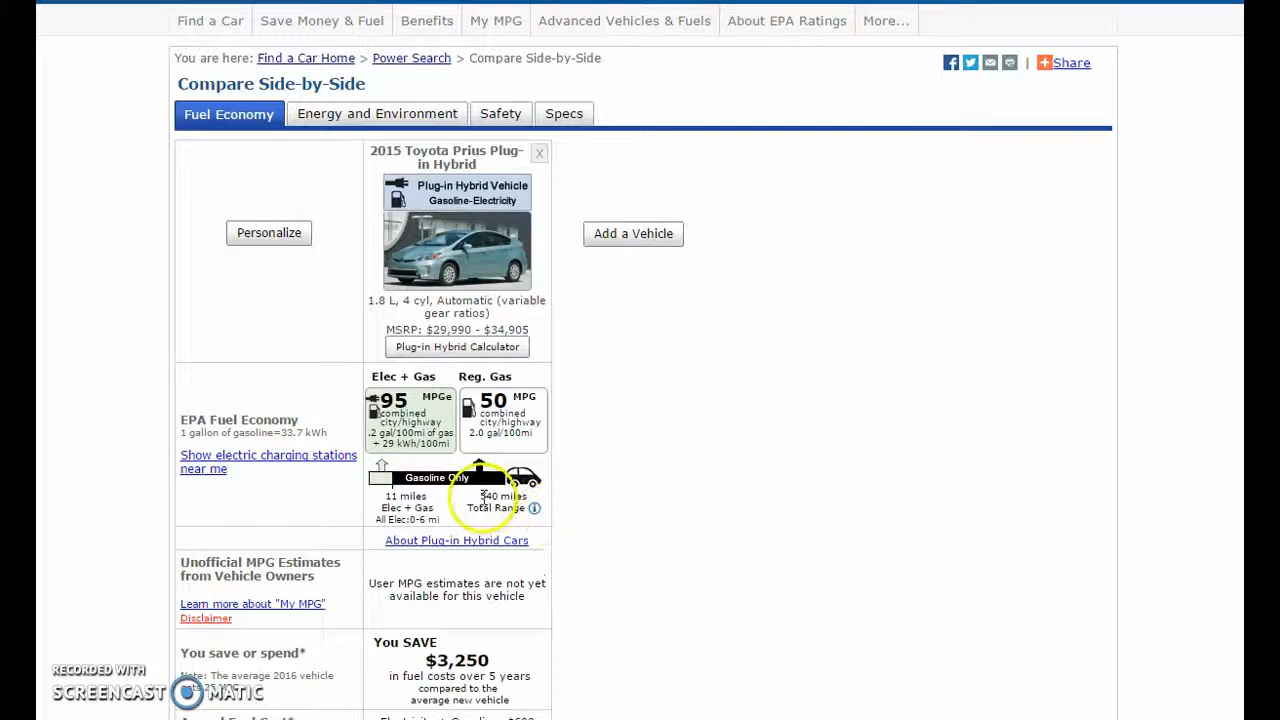 Find a Car Save Money & Fuel Benefits My MPG Advanced Vehicles & Fuels About EPA Ratings More...
You are here: Find a Car Home > Power Search > Compare Side-by-Side
Share
Compare Side-by-Side
Fuel Economy Energy and Environment Safety Specs
2015 Toyota Prius Plug-
in Hybrid
X
Plug-in Hybrid Vehicle
Gasoline-Electricity
Personalize
Add a Vehicle
1.8 L, 4 cyl, Automatic (variable
gear ratios)
MSRP: $29,990 - $34,905
Plug-in Hybrid Calculator
Elec + Gas Reg. Gas
EPA Fuel Economy
1 gallon of gasoline=33.7 kWh
Show electric charging stations
near me
95 MPGe
combined
city/highway
.2 gal/100mi of gas
+ 29 kWh/100mi
50 MPG
combined
city/highway
2.0 gal/100mi
Gasoline Only
11 miles
Elec + Gas
All Elec:0-6 mi
miles
Total Range
About Plug-in Hybrid Cars
Unofficial MPG Estimates
from Vehicle Owners
Learn more about "My MPG"
Disclaimer
User MPG estimates are not yet
available for this vehicle
You save or spend*
Note: The average 2016 vehicle
You SAVE
$3,250
in fuel costs over 5 years
compared to the
average new vehicle
RECORDED WITH
SCREENCAST MATIC